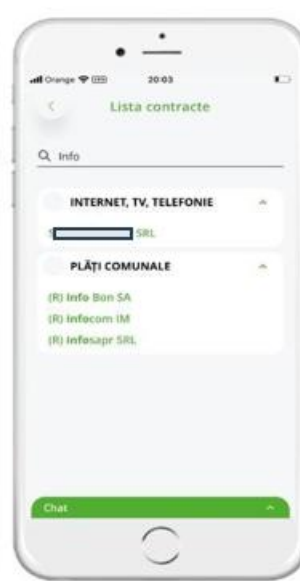 Orange
20:03
Lista contracte
Info
INTERNET, TV, TELEFONIE
SRL
PLĂȚI COMUNALE
(R) Info Bon SA
(R) Infocom IM
(R) Infosapr SRL
Chat